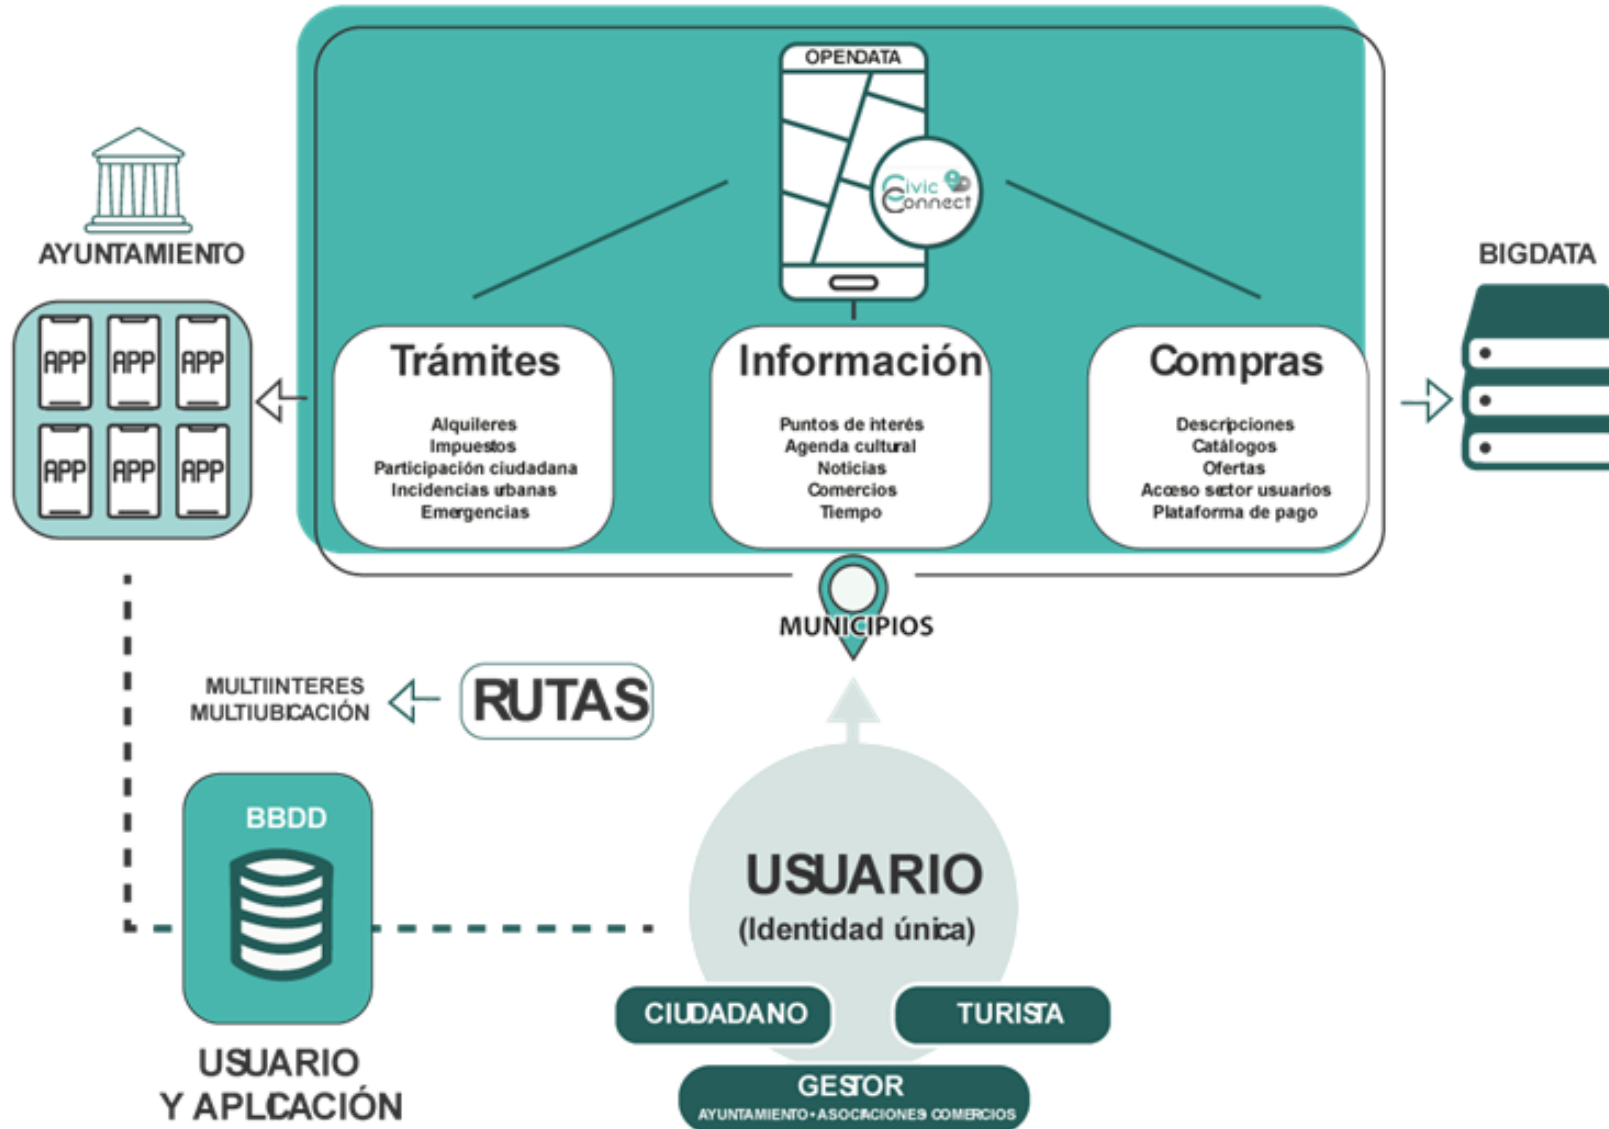 OPENDATA
Civic
Connect
AYUNTAMIENTO
BIGDATA
APP APP APP
APP APP APP
Trámites
Alquileres
Impuestos
Participación ciudadana
Incidencias urbanas
Emergencias
Información
Puntos de interés
Agenda cultural
Noticias
Comercios
Tiempo
Compras
Descripciones
Catálogos
Ofertas
Acceso sector usuarios
Plataforma de pago
MUNICIPIOS
MULTIINTERES
MULTIUBICACIÓN
RUTAS
BBDD
USUARIO
Y APLICACIÓN
USUARIO
(Identidad única)
CIUDADANO
TURISTA
GESTOR
AYUNTAMIENTO • ASOCIACIONES COMERCIOS